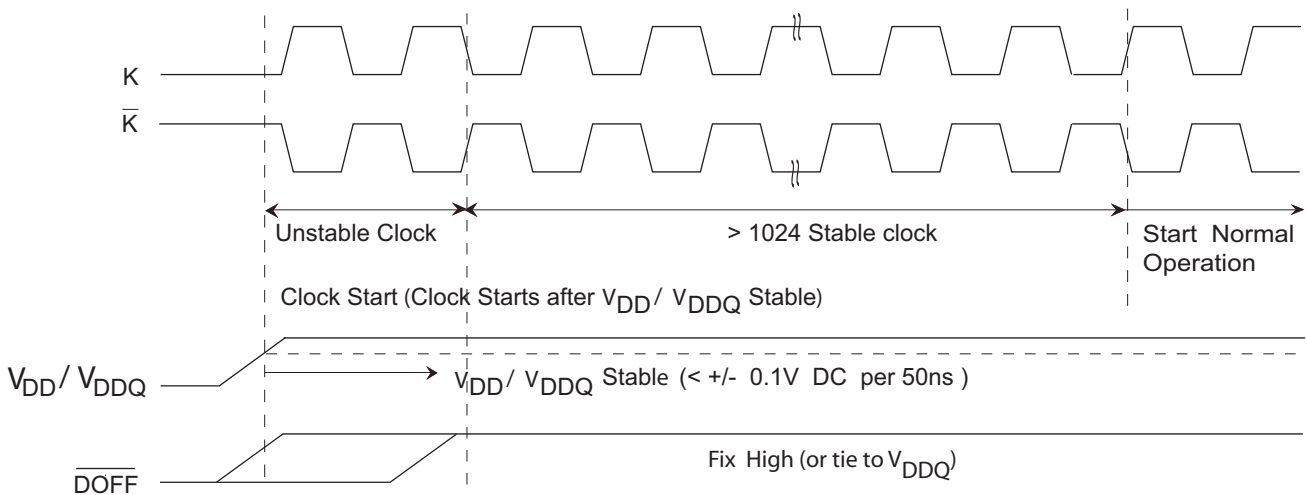 K
K̅
Unstable Clock
> 1024 Stable clock
Start Normal
Operation
Clock Start (Clock Starts after VDD / VDDQ Stable)
VDD / VDDQ
VDD / VDDQ Stable (< +/- 0.1V DC per 50ns )
Fix High (or tie to VDDQ)
D̅O̅F̅F̅